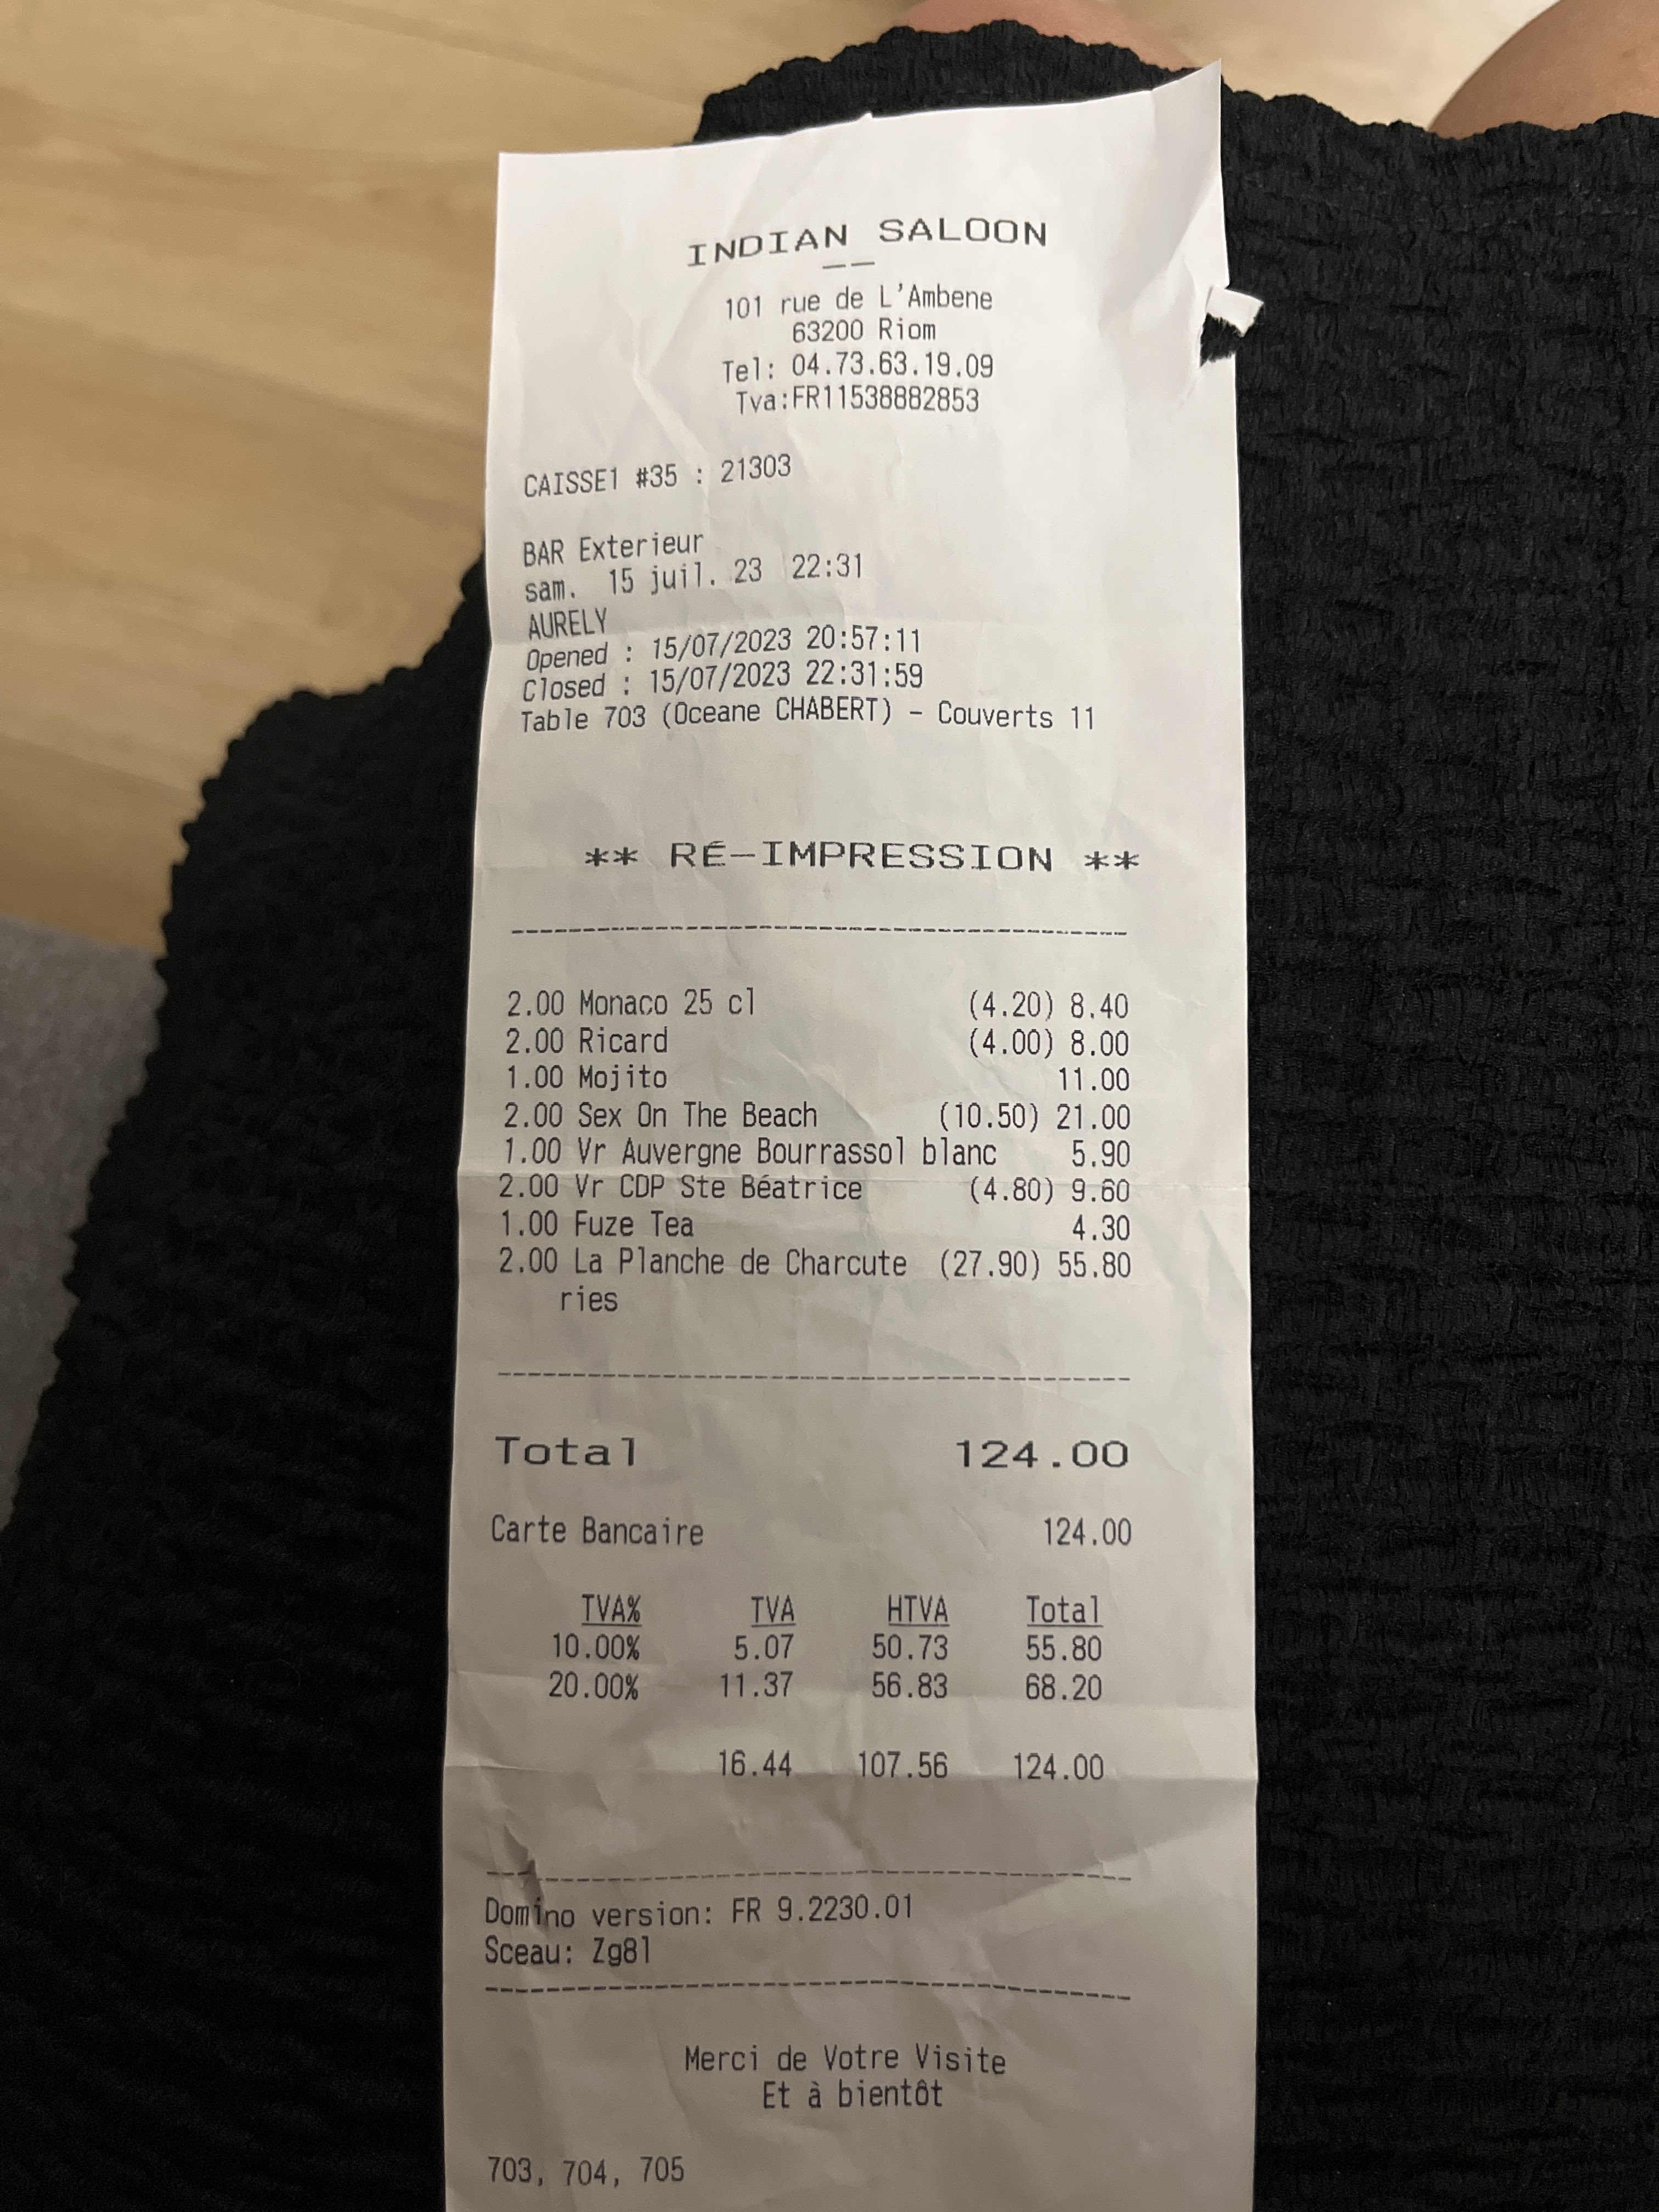 INDIAN SALOON
--
101 rue de L'Ambene
63200 Riom
Tel: 04.73.63.19.09
Tva:FR11538882853
CAISSE1 #35 : 21303
BAR Exterieur
sam. 15 juil. 23 22:31
AURELY
Opened : 15/07/2023 20:57:11
Closed : 15/07/2023 22:31:59
Table 703 (Oceane CHABERT) - Couverts 11
** RÉ-IMPRESSION **
2.00 Monaco 25 cl (4.20) 8.40
2.00 Ricard (4.00) 8.00
1.00 Mojito 11.00
2.00 Sex On The Beach (10.50) 21.00
1.00 Vr Auvergne Bourrassol blanc 5.90
2.00 Vr CDP Ste Béatrice (4.80) 9.60
1.00 Fuze Tea 4.30
2.00 La Planche de Charcute (27.90) 55.80
ries
Total 124.00
Carte Bancaire 124.00
TVA% TVA HTVA Total
10.00% 5.07 50.73 55.80
20.00% 11.37 56.83 68.20
16.44 107.56 124.00
Domino version: FR 9.2230.01
Sceau: Zg8l
Merci de Votre Visite
Et à bientôt
703, 704, 705